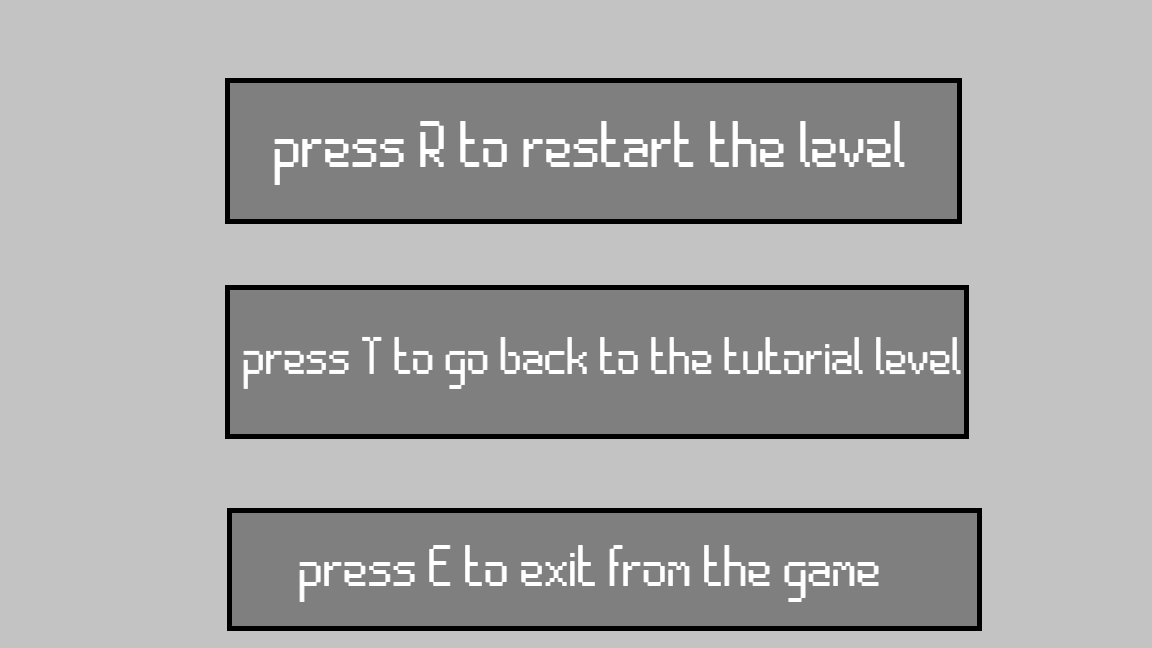 press R to restart the level
press T to go back to the tutorial level
press E to exit from the game